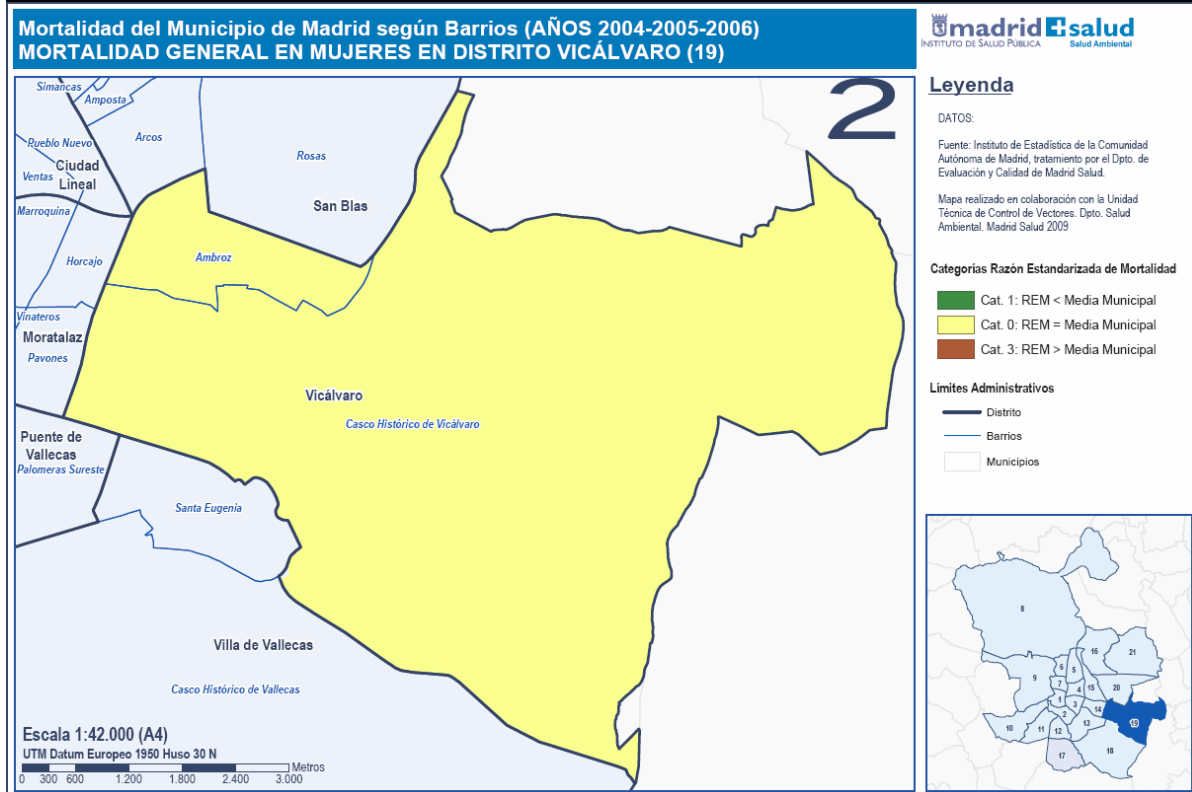 Mortalidad del Municipio de Madrid según Barrios (AÑOS 2004-2005-2006)
MORTALIDAD GENERAL EN MUJERES EN DISTRITO VICÁLVARO (19)
madrid salud
INSTITUTO DE SALUD PÚBLICA
Salud Ambiental
2
Simancas
Amposta
Arcos
Pueblo Nuevo
Ciudad
Lineal
Ventas
Rosas
San Blas
Marroquina
Horcajo
Ambroz
Vinateros
Moratalaz
Pavones
Vicálvaro
Casco Histórico de Vicálvaro
Puente de
Vallecas
Palomeras Sureste
Santa Eugenia
Villa de Vallecas
Casco Histórico de Vallecas
Escala 1:42.000 (A4)
UTM Datum Europeo 1950 Huso 30 N
Metros
0 300 600 1.200 1.800 2.400 3.000
Leyenda
DATOS:
Fuente: Instituto de Estadística de la Comunidad
Autónoma de Madrid, tratamiento por el Dpto. de
Evaluación y Calidad de Madrid Salud.
Mapa realizado en colaboración con la Unidad
Técnica de Control de Vectores. Dpto. Salud
Ambiental. Madrid Salud 2009
Categorias Razón Estandarizada de Mortalidad
Cat. 1: REM < Media Municipal
Cat. 0: REM = Media Municipal
Cat. 3: REM > Media Municipal
Limites Administrativos
Distrito
Barrios
Municipios
8
16
21
6
5
9
7
4
15
20
1
3
14
2
13
19
10
11
12
18
17